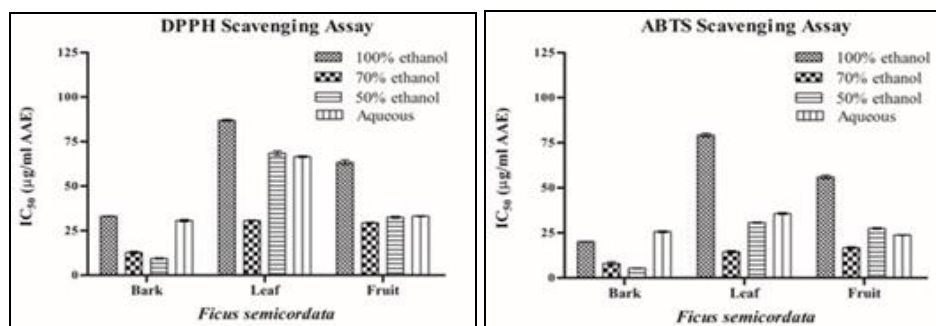 DPPH Scavenging Assay
125
100
75
50
25
0
IC50 (µg/ml AAE)
100% ethanol
70% ethanol
50% ethanol
Aqueous
Bark Leaf Fruit
Ficus semicordata
ABTS Scavenging Assay
125
100
75
50
25
0
IC50 (µg/ml AAE)
100% ethanol
70% ethanol
50% ethanol
Aqueous
Bark Leaf Fruit
Ficus semicordata